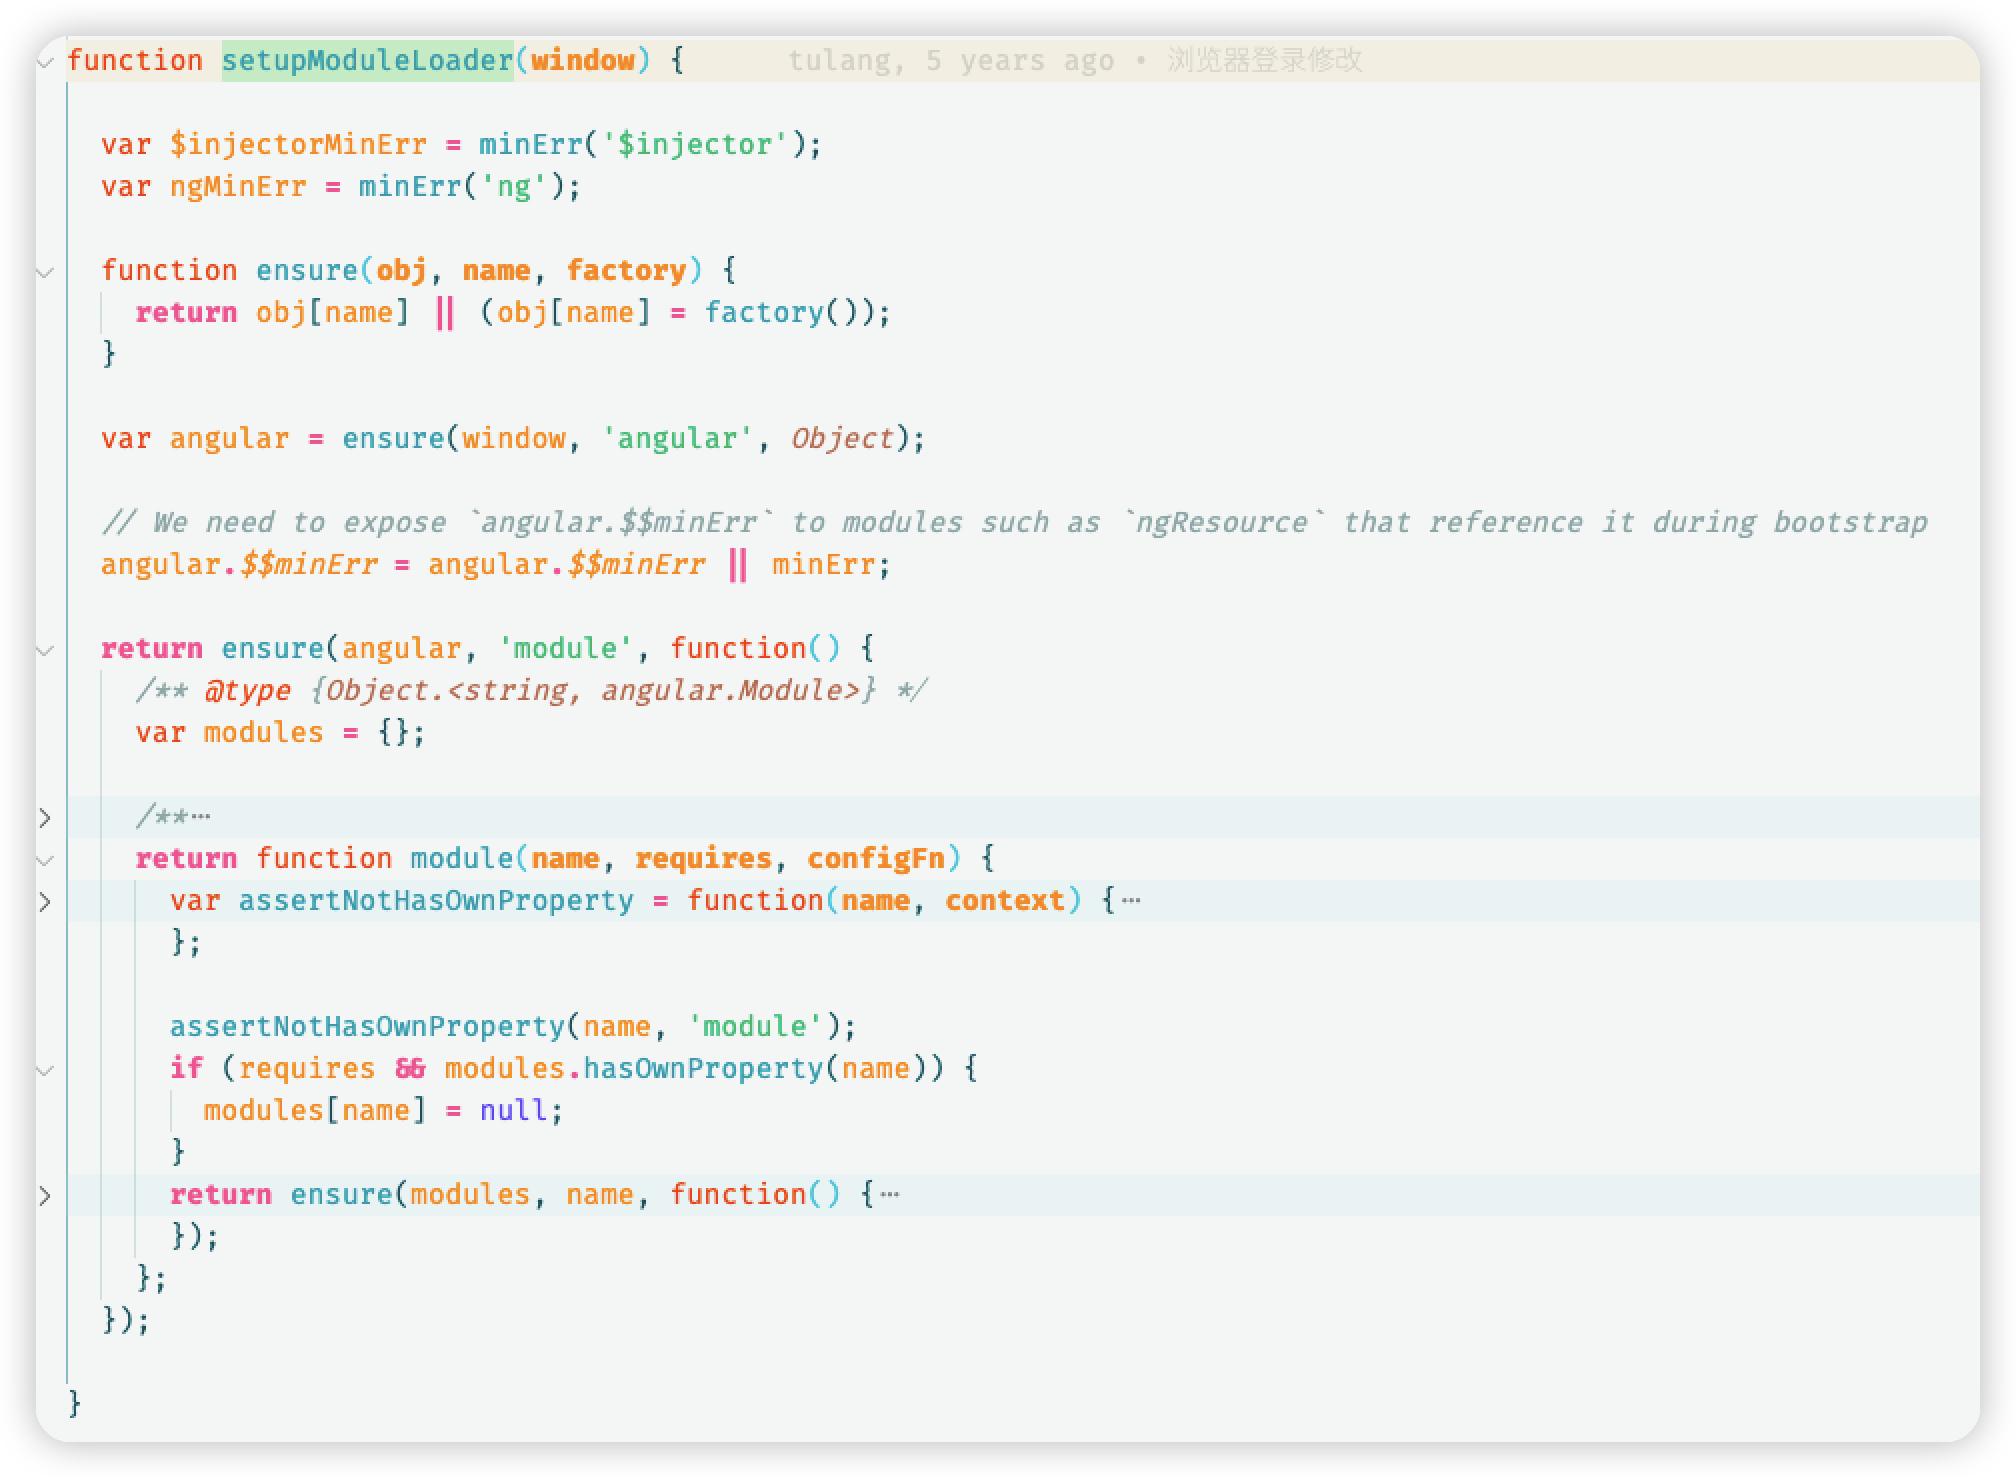 function setupModuleLoader(window) {      tulang, 5 years ago • 浏览器登录修改
  var $injectorMinErr = minErr('$injector');
  var ngMinErr = minErr('ng');
  function ensure(obj, name, factory) {
    return obj[name] || (obj[name] = factory());
  }
  var angular = ensure(window, 'angular', Object);
  // We need to expose `angular.$$minErr` to modules such as `ngResource` that reference it during bootstrap
  angular.$$minErr = angular.$$minErr || minErr;
  return ensure(angular, 'module', function() {
    /** @type {Object.<string, angular.Module>} */
    var modules = {};
    /**…
    return function module(name, requires, configFn) {
      var assertNotHasOwnProperty = function(name, context) {…
      };
      assertNotHasOwnProperty(name, 'module');
      if (requires && modules.hasOwnProperty(name)) {
        modules[name] = null;
      }
      return ensure(modules, name, function() {…
      });
    };
  });
}